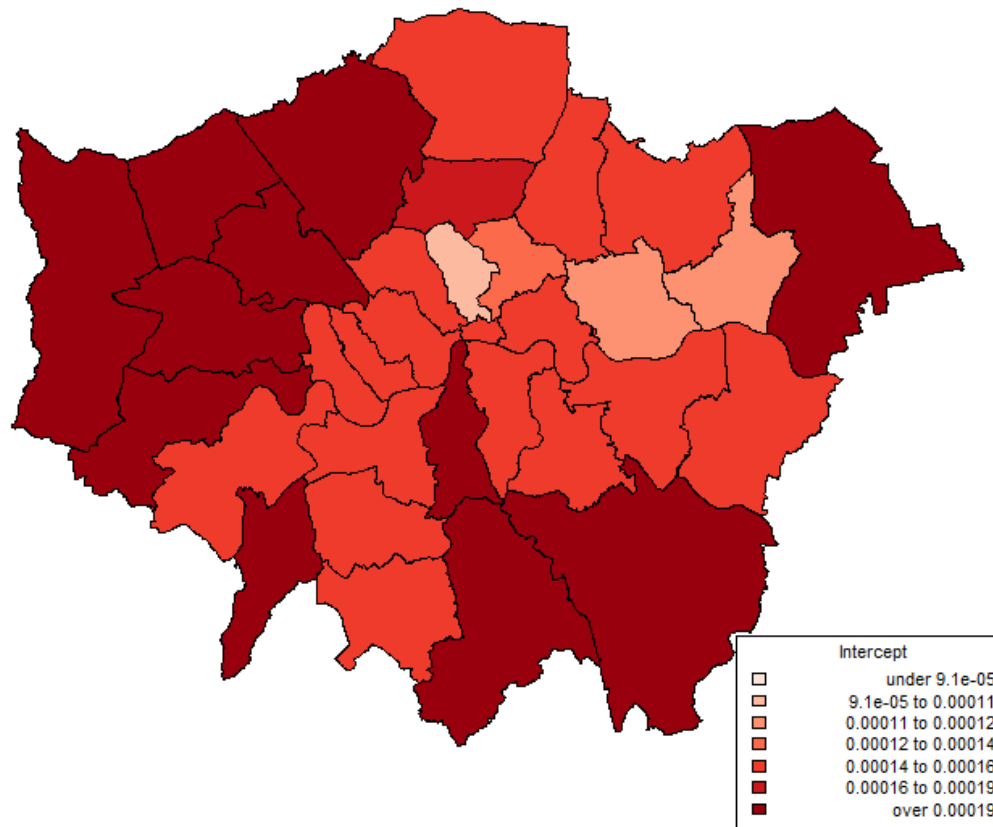 Intercept
under 9.1e-05
9.1e-05 to 0.00011
0.00011 to 0.00012
0.00012 to 0.00014
0.00014 to 0.00016
0.00016 to 0.00019
over 0.00019